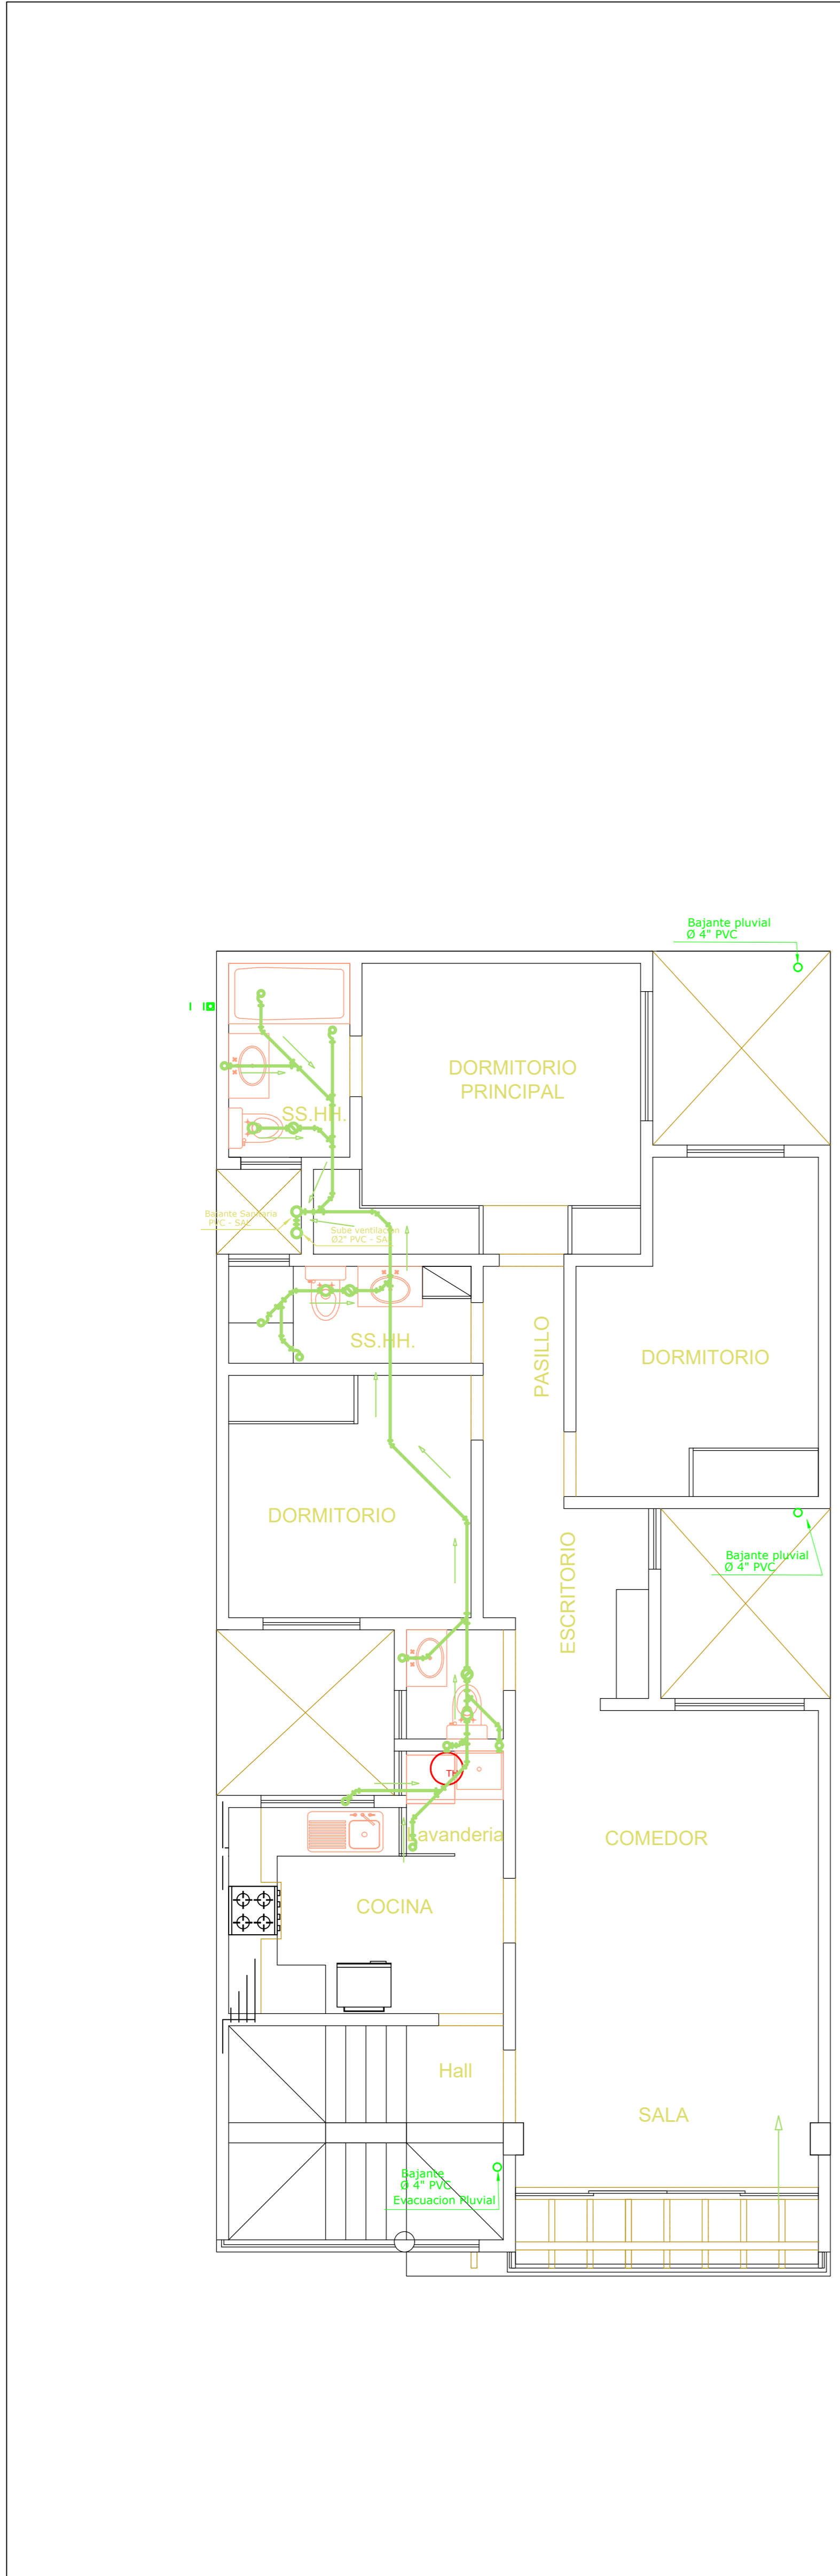 Bajante pluvial
Ø 4" PVC
DORMITORIO
PRINCIPAL
SS.HH.
Bajante Sanitaria
PVC - SAL
Sube ventilacion
Ø2" PVC - SAL
SS.HH.
PASILLO
DORMITORIO
DORMITORIO
ESCRITORIO
Bajante pluvial
Ø 4" PVC
Lavanderia
COMEDOR
COCINA
Hall
SALA
Bajante
Ø 4" PVC
Evacuacion Pluvial